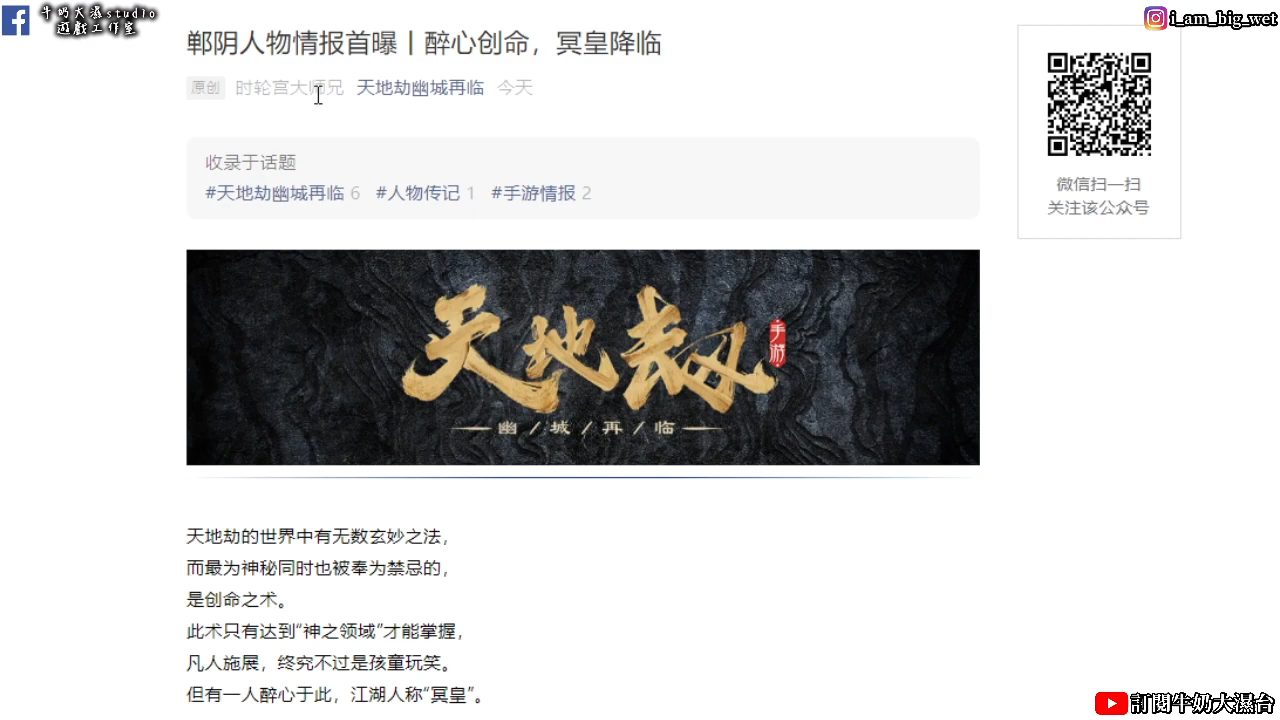 牛奶大濕studio
遊戲工作室
i_am_big_wet
郸阴人物情报首曝丨醉心创命，冥皇降临
原创 时轮宫大师兄 天地劫幽城再临 今天
收录于话题
#天地劫幽城再临 6 #人物传记 1 #手游情报 2
微信扫一扫
关注该公众号
天地劫
手游
幽/城/再/临
天地劫的世界中有无数玄妙之法，
而最为神秘同时也被奉为禁忌的，
是创命之术。
此术只有达到“神之领域”才能掌握，
凡人施展，终究不过是孩童玩笑。
但有一人醉心于此，江湖人称“冥皇”。
訂閱牛奶大濕台